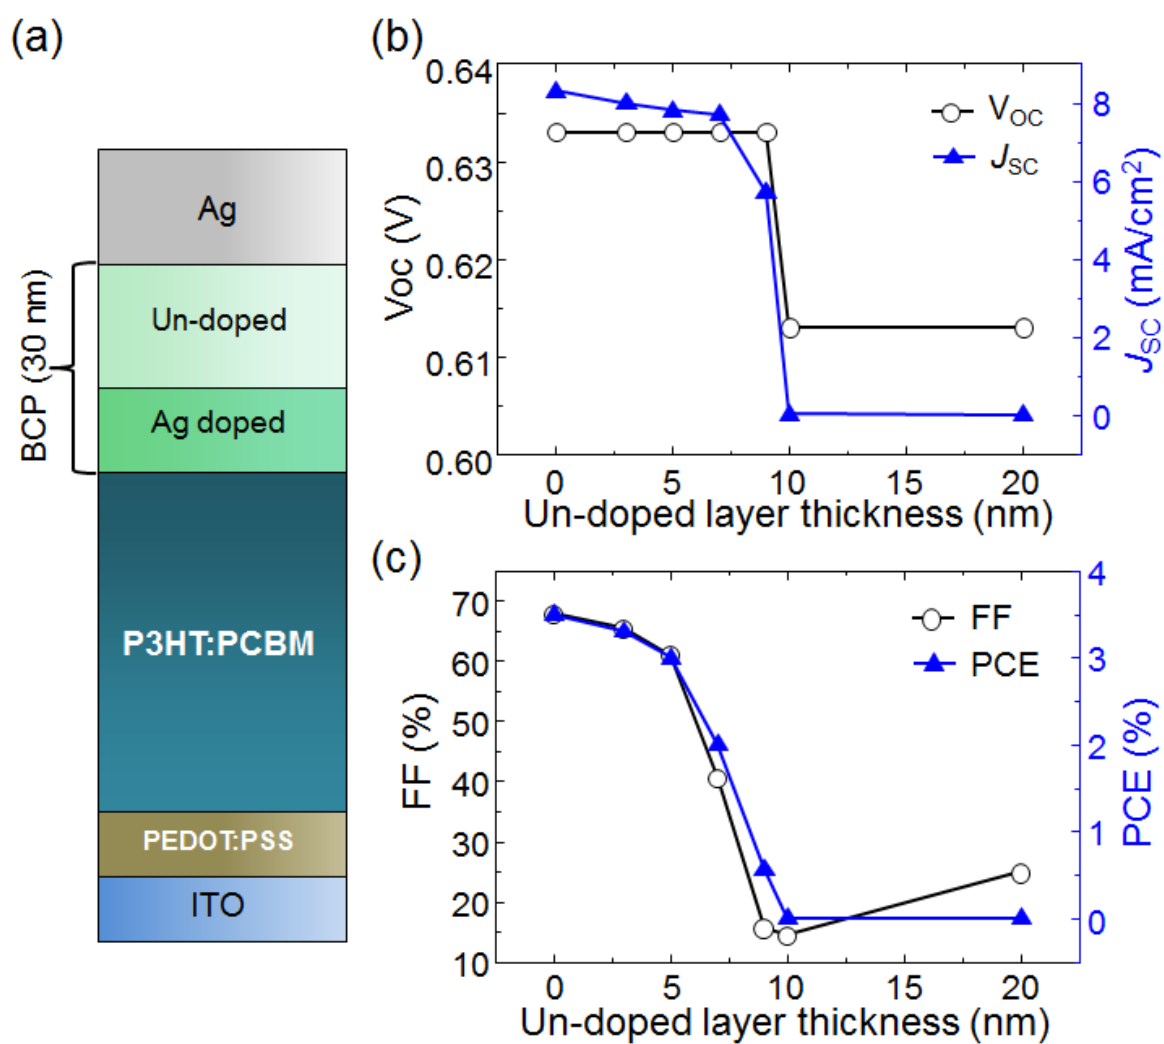 (a)
Ag
Un-doped
Ag doped
BCP (30 nm)
P3HT:PCBM
PEDOT:PSS
ITO
(b)
0.64
0.63
0.62
0.61
0.60
Voc (V)
V_OC
J_SC
8
6
4
2
0
J_SC (mA/cm²)
0 5 10 15 20
Un-doped layer thickness (nm)
(c)
70
60
50
40
30
20
10
FF (%)
FF
PCE
4
3
2
1
0
PCE (%)
0 5 10 15 20
Un-doped layer thickness (nm)